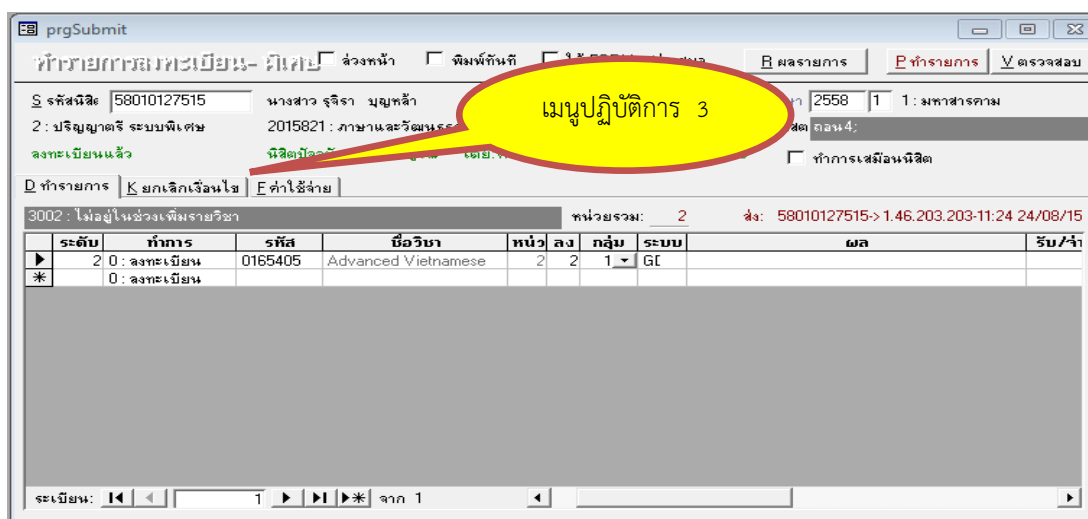 prgSubmit
ทำรายการลงทะเบียน- พิเศษ ล่วงหน้า พิมพ์ทันที R ผลรายการ P ทำรายการ V ตรวจสอบ
S รหัสนิสิต 58010127515 นางสาว รุจิรา บุญหล้า 2558 1 1 : มหาสารคาม
2 : ปริญญาตรี ระบบพิเศษ 2015821 : ภาษาและวัฒนธรร ถอน4;
ลงทะเบียนแล้ว ทำการเสมือนนิสิต
เมนูปฏิบัติการ 3
D ทำรายการ K ยกเลิกเงื่อนไข F ค่าใช้จ่าย
3002 : ไม่อยู่ในช่วงเพิ่มรายวิชา หน่วยรวม: 2 ส่ง: 58010127515-> 1.46.203.203-11:24 24/08/15
ระดับ ทำการ รหัส ชื่อวิชา หน่ว ลง กลุ่ม ระบบ ผล รับ/จ่า
2 0 : ลงทะเบียน 0165405 Advanced Vietnamese 2 2 1 GD
0 : ลงทะเบียน
ระเบียน: 1 จาก 1